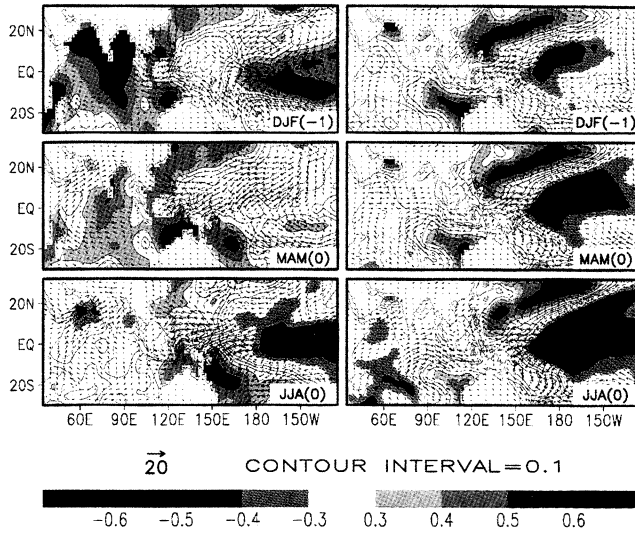 20N
EQ
20S
DJF(−1)
DJF(−1)
20N
EQ
20S
MAM(0)
MAM(0)
20N
EQ
20S
JJA(0)
JJA(0)
60E 90E 120E 150E 180 150W
60E 90E 120E 150E 180 150W
20 CONTOUR INTERVAL=0.1
−0.6 −0.5 −0.4 −0.3 0.3 0.4 0.5 0.6